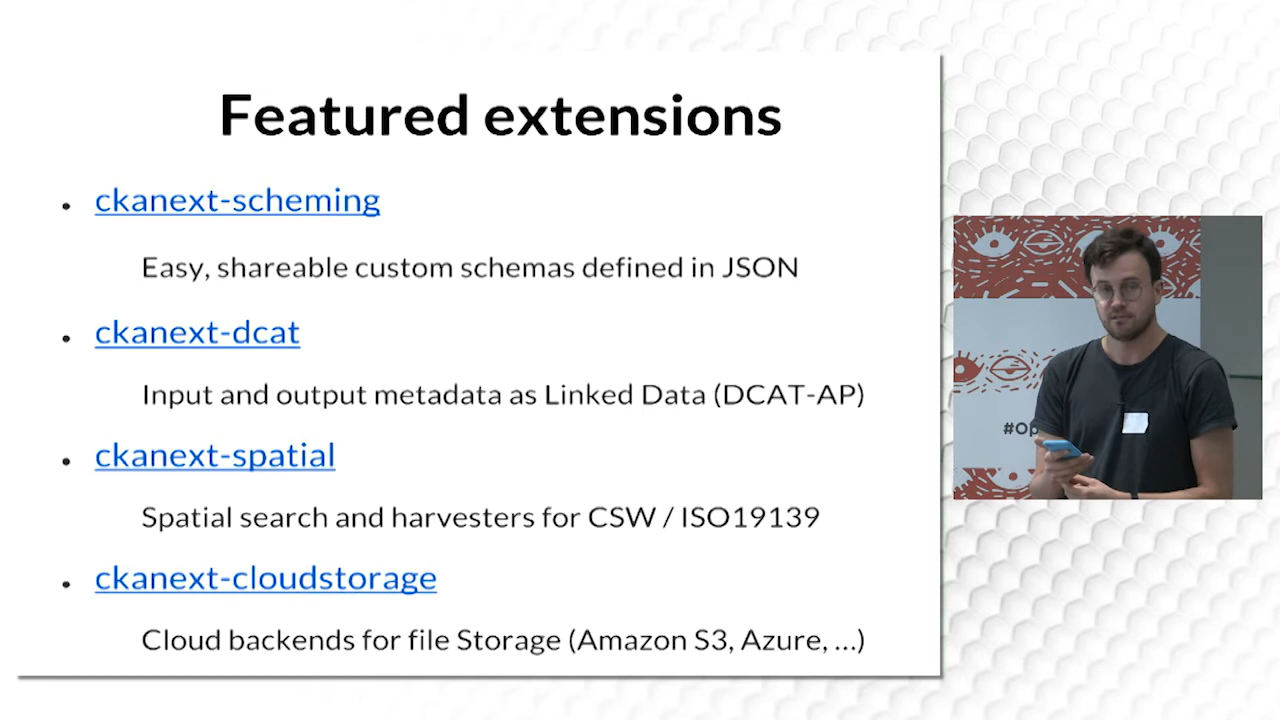 Featured extensions
• ckanext-scheming
Easy, shareable custom schemas defined in JSON
• ckanext-dcat
Input and output metadata as Linked Data (DCAT-AP)
• ckanext-spatial
Spatial search and harvesters for CSW / ISO19139
• ckanext-cloudstorage
Cloud backends for file Storage (Amazon S3, Azure, ...)
#Op